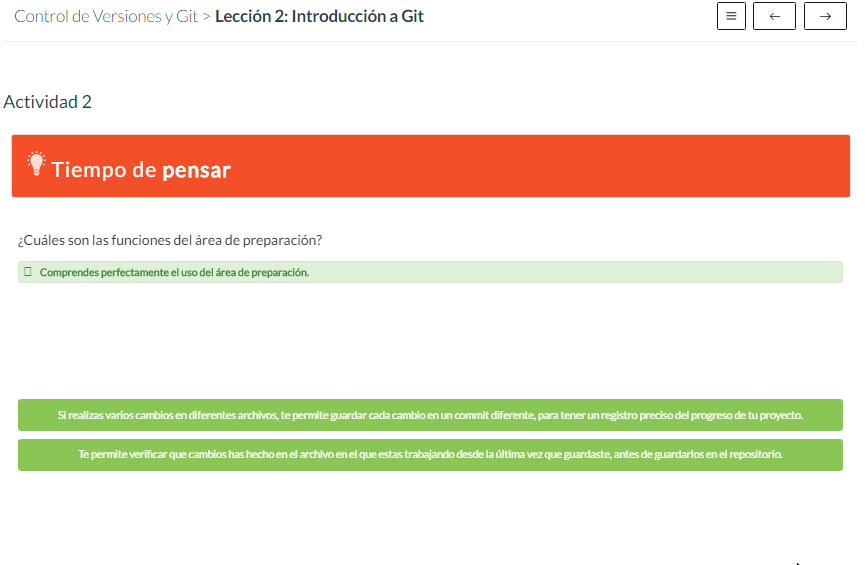 Control de Versiones y Git > Lección 2: Introducción a Git
Actividad 2
Tiempo de pensar
¿Cuáles son las funciones del área de preparación?
Comprendes perfectamente el uso del área de preparación.
Si realizas varios cambios en diferentes archivos, te permite guardar cada cambio en un commit diferente, para tener un registro preciso del progreso de tu proyecto.
Te permite verificar que cambios has hecho en el archivo en el que estas trabajando desde la última vez que guardaste, antes de guardarlos en el repositorio.